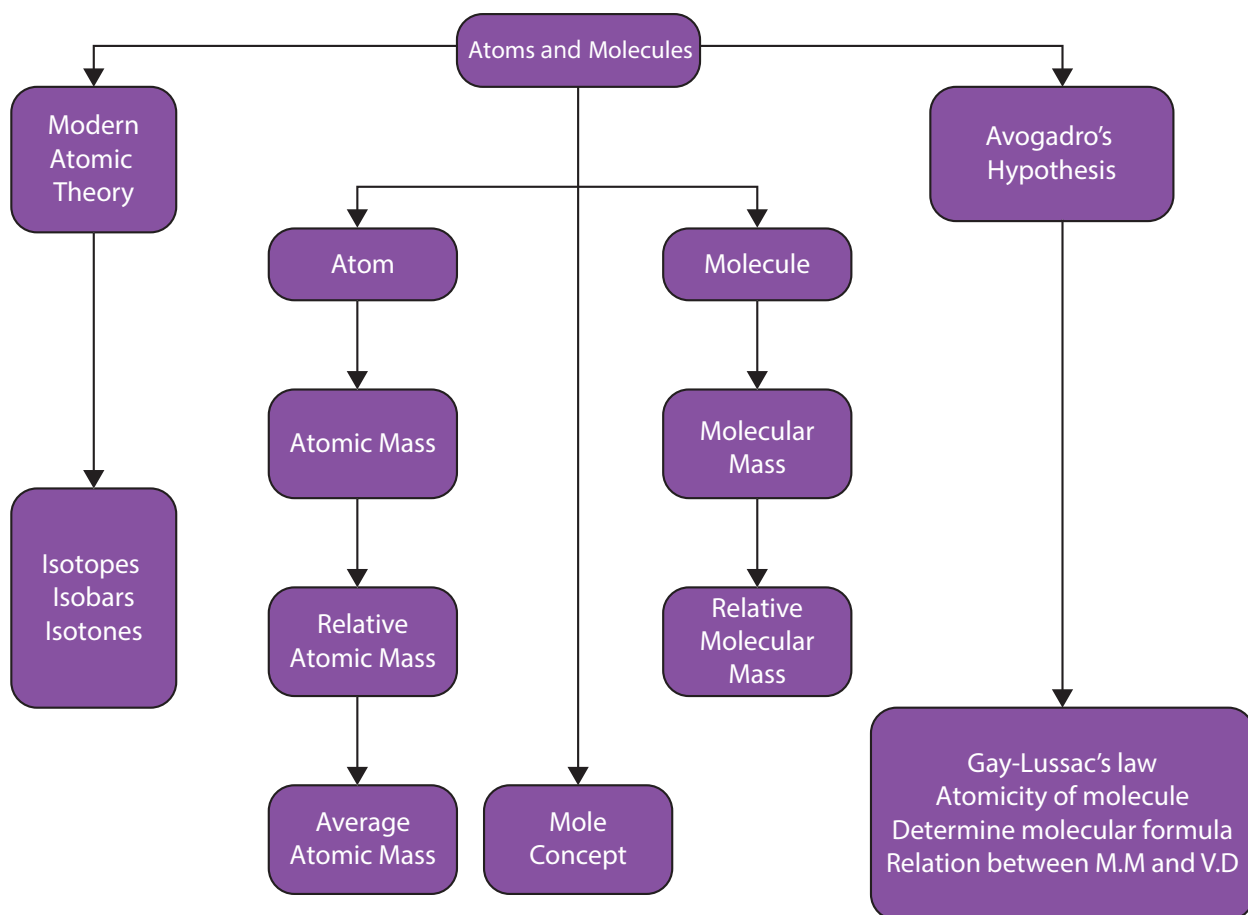 Atoms and Molecules
Modern
Atomic
Theory
Avogadro’s
Hypothesis
Atom
Molecule
Atomic Mass
Molecular
Mass
Isotopes
Isobars
Isotones
Relative
Atomic Mass
Relative
Molecular
Mass
Average
Atomic Mass
Mole
Concept
Gay-Lussac’s law
Atomicity of molecule
Determine molecular formula
Relation between M.M and V.D